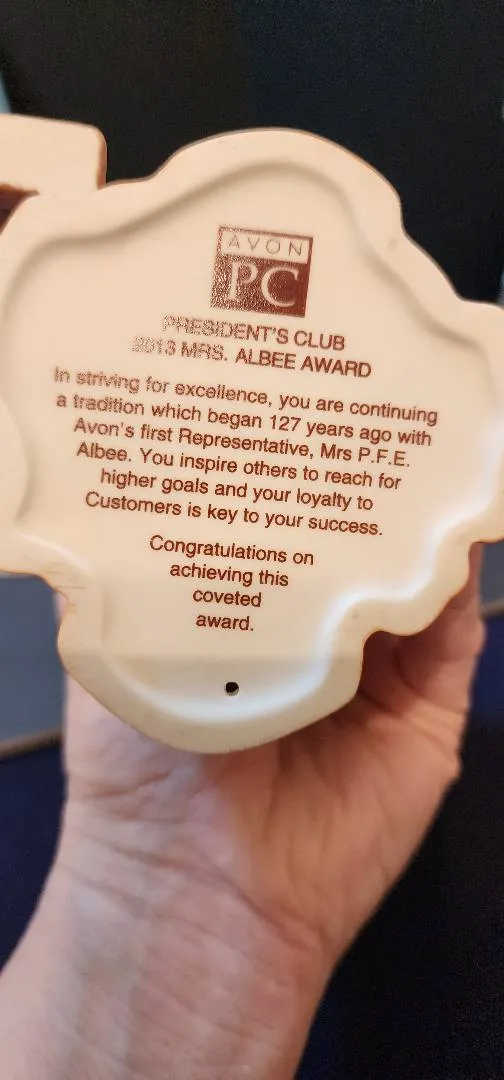 AVON
PC
PRESIDENT'S CLUB
2013 MRS. ALBEE AWARD
In striving for excellence, you are continuing
a tradition which began 127 years ago with
Avon's first Representative, Mrs P.F.E.
Albee. You inspire others to reach for
higher goals and your loyalty to
Customers is key to your success.
Congratulations on
achieving this
coveted
award.